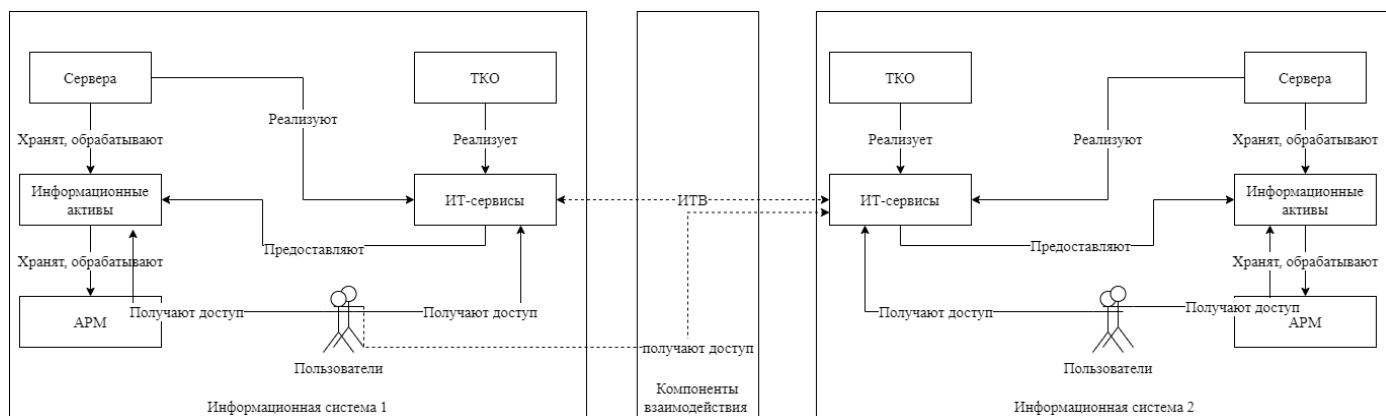 Сервера
ТКО
ТКО
Сервера
Реализуют
Хранят, обрабатывают
Реализует
Реализует
Реализуют
Хранят, обрабатывают
Информационные
активы
ИТ-сервисы
ИТВ
ИТ-сервисы
Информационные
активы
Предоставляют
Предоставляют
Хранят, обрабатывают
Хранят, обрабатывают
АРМ
Получают доступ
Получают доступ
Получают доступ
Получают доступ
АРМ
получают доступ
Пользователи
Пользователи
Компоненты
взаимодействия
Информационная система 1
Информационная система 2